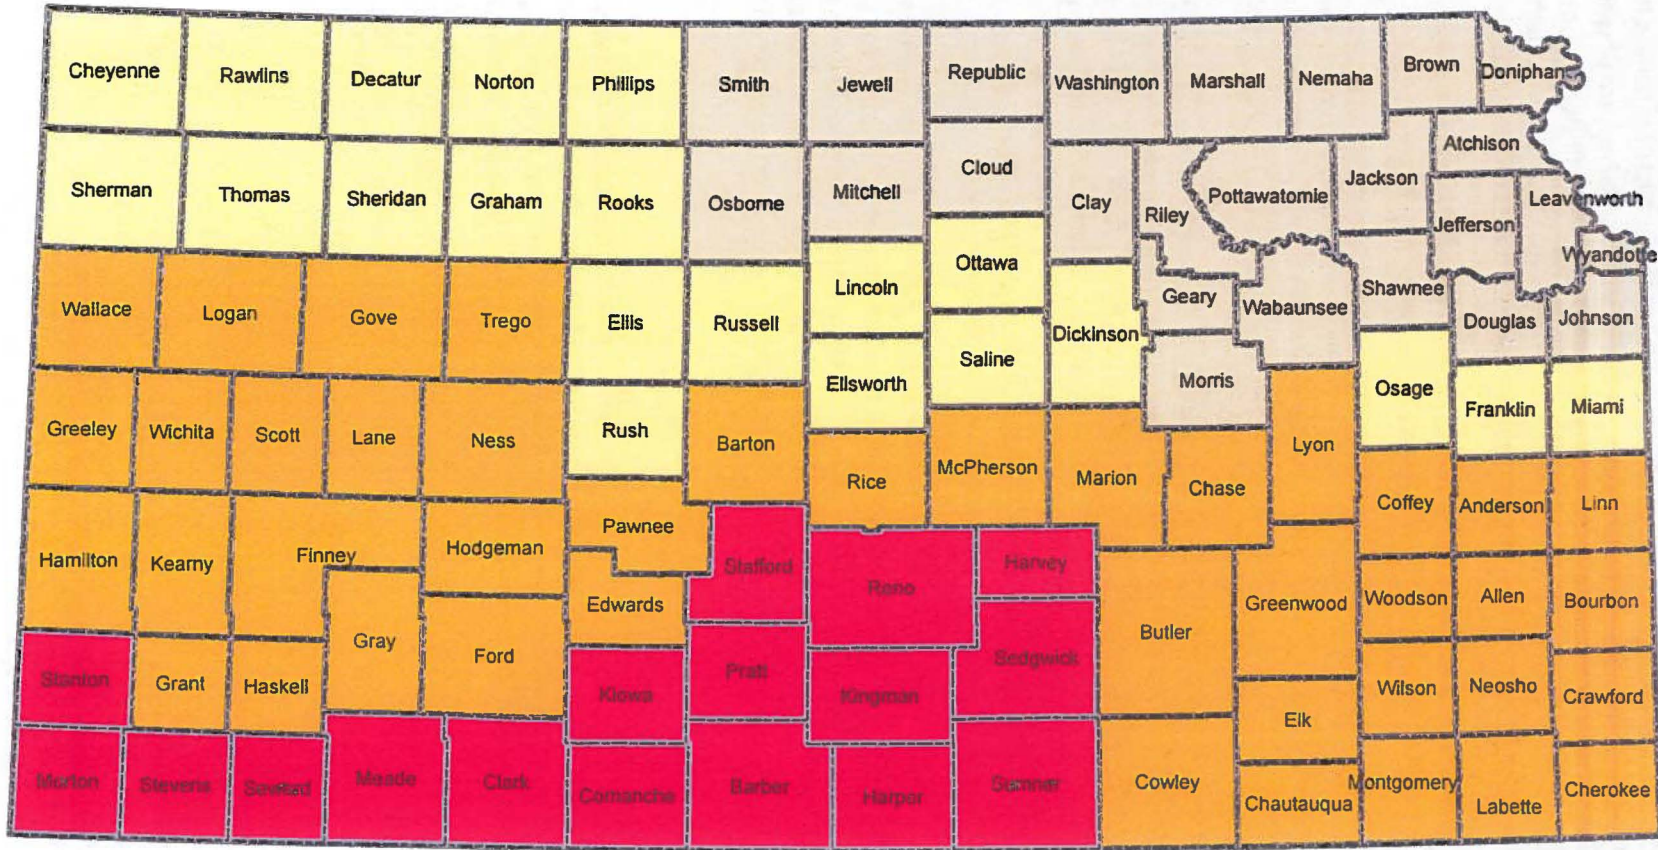 Cheyenne
Rawlins
Decatur
Norton
Phillips
Smith
Jewell
Republic
Washington
Marshall
Nemaha
Brown
Doniphan
Sherman
Thomas
Sheridan
Graham
Rooks
Osborne
Mitchell
Cloud
Clay
Riley
Pottawatomie
Jackson
Atchison
Jefferson
Leavenworth
Wyandotte
Wallace
Logan
Gove
Trego
Ellis
Russell
Lincoln
Ottawa
Dickinson
Geary
Wabaunsee
Shawnee
Douglas
Johnson
Ellsworth
Saline
Morris
Osage
Franklin
Miami
Greeley
Wichita
Scott
Lane
Ness
Rush
Barton
Rice
McPherson
Marion
Chase
Lyon
Coffey
Anderson
Linn
Hamilton
Kearny
Finney
Hodgeman
Pawnee
Stafford
Reno
Harvey
Edwards
Gray
Ford
Butler
Greenwood
Woodson
Allen
Bourbon
Stanton
Grant
Haskell
Kiowa
Pratt
Kingman
Sedgwick
Elk
Wilson
Neosho
Crawford
Morton
Stevens
Seward
Meade
Clark
Comanche
Barber
Harper
Sumner
Cowley
Chautauqua
Montgomery
Labette
Cherokee